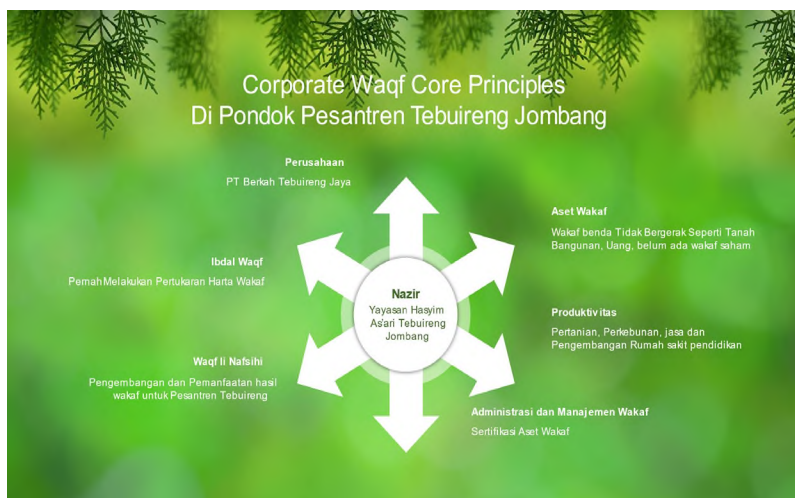 Corporate Waqf Core Principles
Di Pondok Pesantren Tebuireng Jombang
Perusahaan
PT Berkah Tebuireng Jaya
Aset Wakaf
Wakaf benda Tidak Bergerak Seperti Tanah
Bangunan, Uang, belum ada wakaf saham
Ibdal Waqf
Pernah Melakukan Pertukaran Harta Wakaf
Nazir
Yayasan Hasyim
As'ari Tebuireng
Jombang
Produktivitas
Pertanian, Perkebunan, jasa dan
Pengembangan Rumah sakit pendidikan
Waqf li Nafsihi
Pengembangan dan Pemanfaatan hasil
wakaf untuk Pesantren Tebuireng
Administrasi dan Manajemen Wakaf
Sertifikasi Aset Wakaf